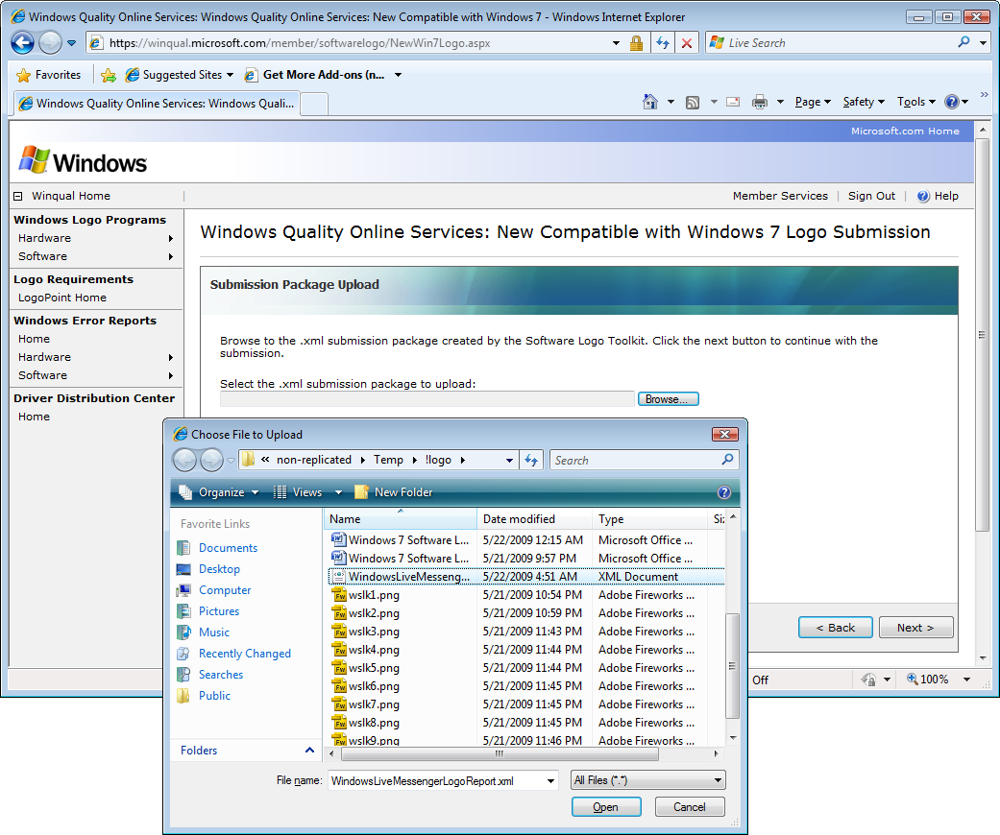 Windows Quality Online Services: Windows Quality Online Services: New Compatible with Windows 7 - Windows Internet Explorer
https://winqual.microsoft.com/member/softwarelogo/NewWin7Logo.aspx
Live Search
Favorites
Suggested Sites
Get More Add-ons (n...
Windows Quality Online Services: Windows Quali...
Page
Safety
Tools
Microsoft.com Home
Windows
Winqual Home
Member Services
Sign Out
Help
Windows Logo Programs
Hardware
Software
Logo Requirements
LogoPoint Home
Windows Error Reports
Home
Hardware
Software
Driver Distribution Center
Home
Windows Quality Online Services: New Compatible with Windows 7 Logo Submission
Submission Package Upload
Browse to the .xml submission package created by the Software Logo Toolkit. Click the next button to continue with the
submission.
Select the .xml submission package to upload:
Browse...
< Back
Next >
Off
100%
Choose File to Upload
« non-replicated
Temp
!logo
Search
Organize
Views
New Folder
Favorite Links
Documents
Desktop
Computer
Pictures
Music
Recently Changed
Searches
Public
Folders
Name Date modified Type Siz
Windows 7 Software L... 5/22/2009 12:15 AM Microsoft Office ...
Windows 7 Software L... 5/21/2009 9:57 PM Microsoft Office ...
WindowsLiveMesseng... 5/22/2009 4:51 AM XML Document
wslk1.png 5/21/2009 10:54 PM Adobe Fireworks ...
wslk2.png 5/21/2009 10:59 PM Adobe Fireworks ...
wslk3.png 5/21/2009 11:43 PM Adobe Fireworks ...
wslk4.png 5/21/2009 11:44 PM Adobe Fireworks ...
wslk5.png 5/21/2009 11:44 PM Adobe Fireworks ...
wslk6.png 5/21/2009 11:45 PM Adobe Fireworks ...
wslk7.png 5/21/2009 11:45 PM Adobe Fireworks ...
wslk8.png 5/21/2009 11:45 PM Adobe Fireworks ...
wslk9.png 5/21/2009 11:46 PM Adobe Fireworks ...
File name:
WindowsLiveMessengerLogoReport.xml
All Files (*.*)
Open
Cancel